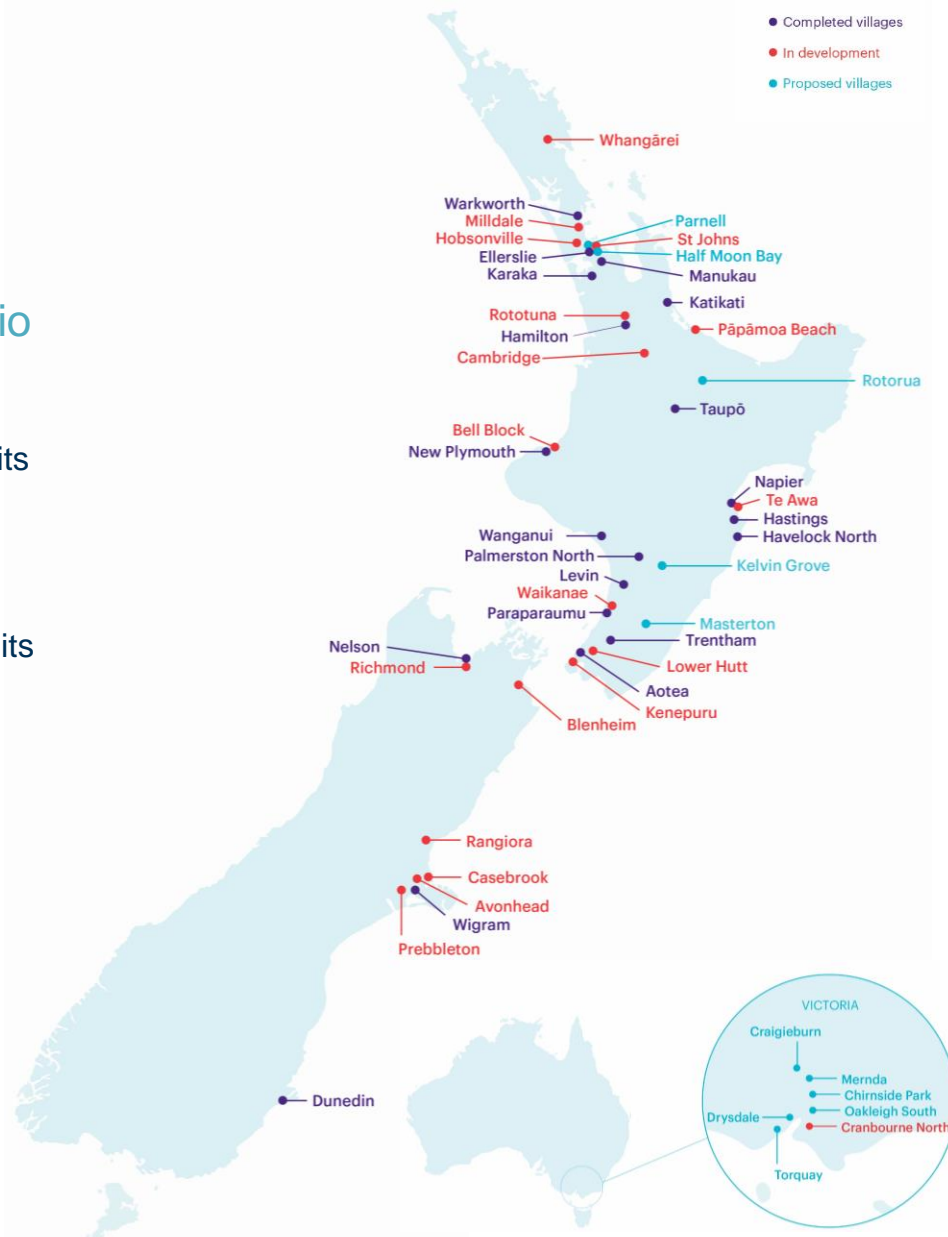 Completed villages
In development
Proposed villages
Whangārei
Warkworth
Milldale
Parnell
Hobsonville
St Johns
Ellerslie
Half Moon Bay
Karaka
Manukau
Katikati
Rototuna
Pāpāmoa Beach
io
Hamilton
Cambridge
Rotorua
Taupō
Bell Block
New Plymouth
its
Napier
Te Awa
Hastings
Wanganui
Havelock North
Palmerston North
Kelvin Grove
Levin
Waikanae
Paraparaumu
Masterton
Trentham
its
Nelson
Richmond
Lower Hutt
Aotea
Kenepuru
Blenheim
Rangiora
Casebrook
Avonhead
Wigram
Prebbleton
Dunedin
VICTORIA
Craigieburn
Mernda
Chirnside Park
Oakleigh South
Drysdale
Cranbourne North
Torquay